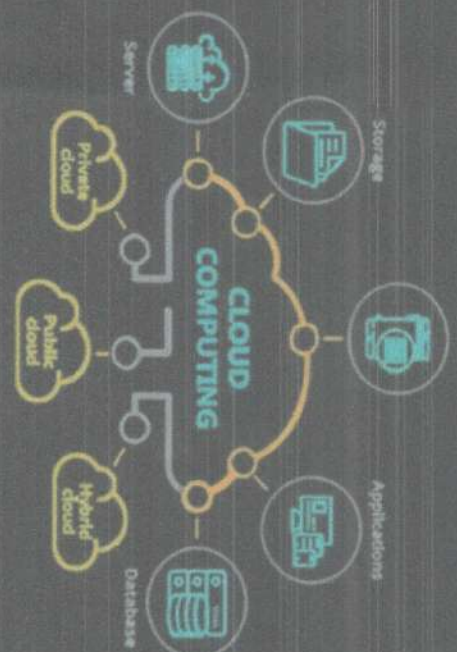 Storage
Applications
Server
CLOUD
COMPUTING
Database
Private
cloud
Public
cloud
Hybrid
cloud